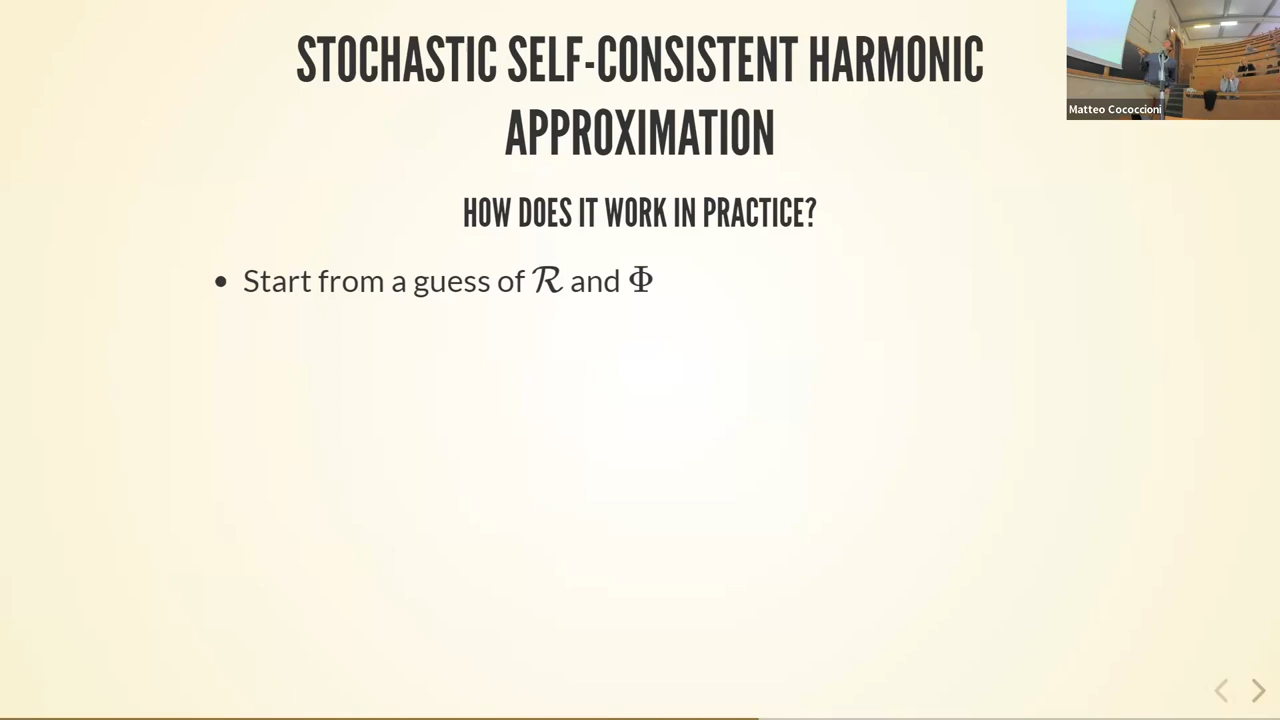 STOCHASTIC SELF-CONSISTENT HARMONIC
APPROXIMATION
HOW DOES IT WORK IN PRACTICE?
• Start from a guess of 𝓡 and Φ
Matteo Cococcioni